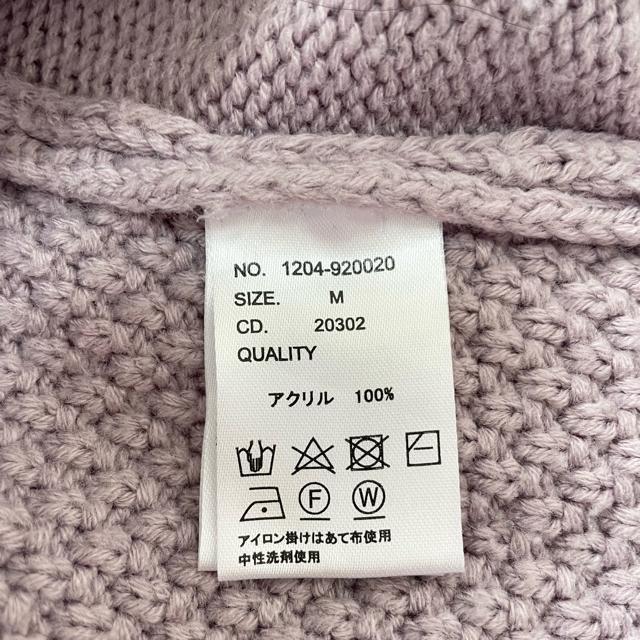 NO. 1204-920020
SIZE. M
CD. 20302
QUALITY
アクリル 100%
F W
アイロン掛けはあて布使用
中性洗剤使用